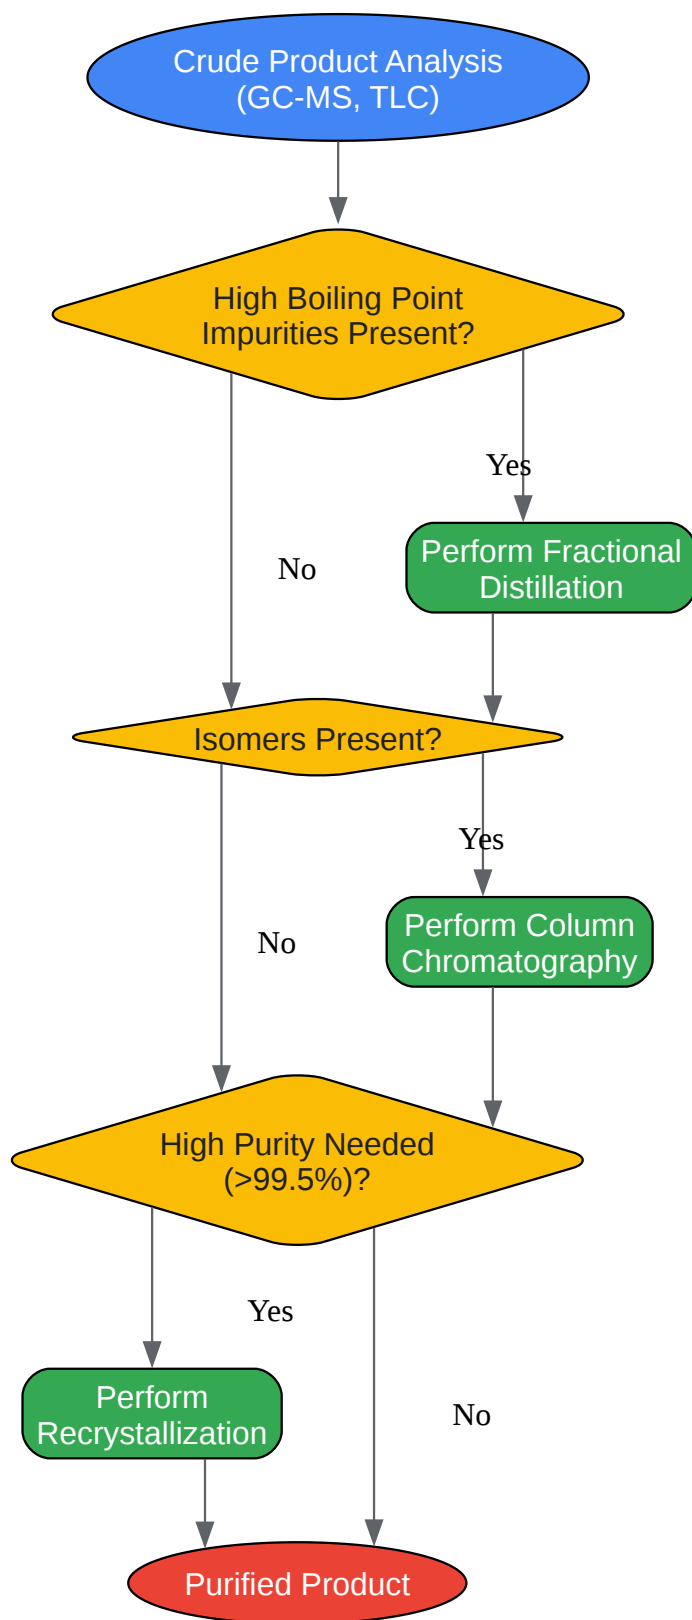 Crude Product Analysis
(GC-MS, TLC)
High Boiling Point
Impurities Present?
Yes
Perform Fractional
Distillation
No
Isomers Present?
Yes
Perform Column
Chromatography
No
High Purity Needed
(>99.5%)?
Yes
Perform
Recrystallization
No
Purified Product